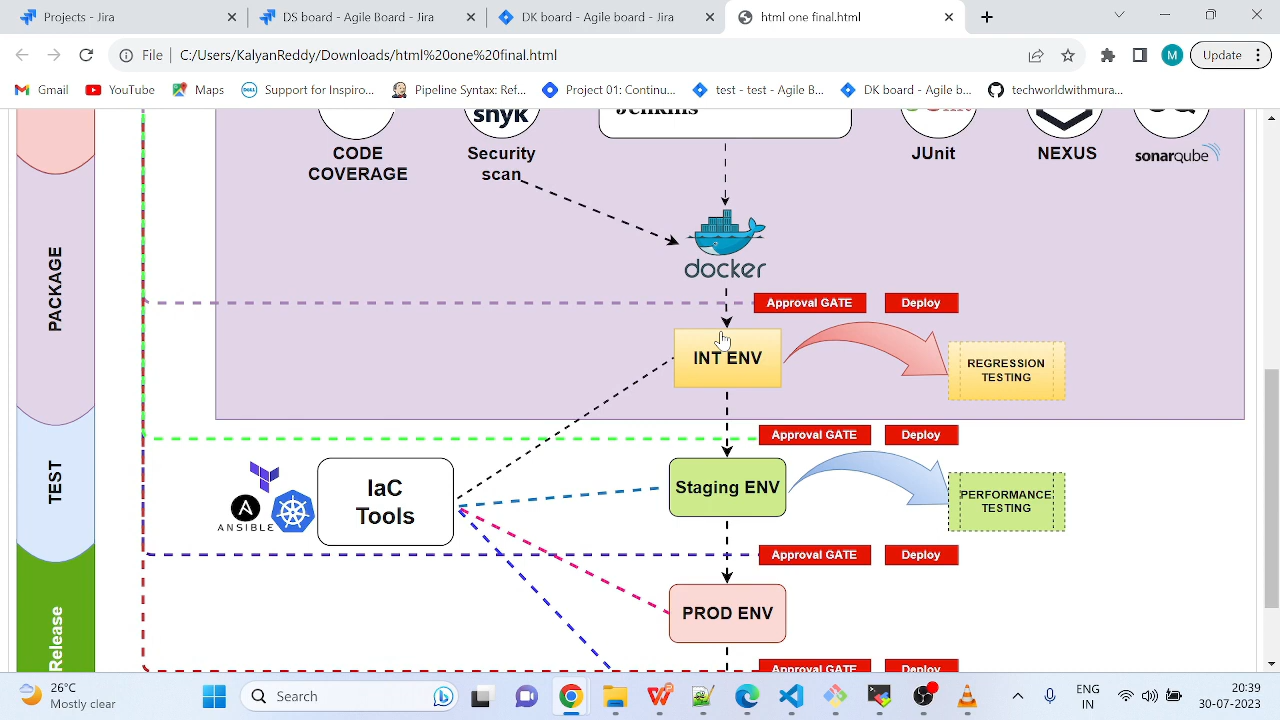 Projects - Jira
DS board - Agile board - Jira
DK board - Agile board - Jira
html one final.html
File
C:/Users/KalyanReddy/Downloads/html%20one%20final.html
M
Update
Gmail
YouTube
Maps
Support for Inspiro...
Pipeline Syntax: Ref...
Project 01: Continu...
test - test - Agile B...
DK board - Agile b...
techworldwithmura...
snyk
Jenkins
CODE
COVERAGE
Security
scan
JUnit
NEXUS
sonarqube
docker
PACKAGE
Approval GATE
Deploy
INT ENV
REGRESSION
TESTING
Approval GATE
Deploy
TEST
IaC
Tools
ANSIBLE
Staging ENV
PERFORMANCE
TESTING
Approval GATE
Deploy
Release
PROD ENV
Approval GATE
Deploy
26°C
Mostly clear
Search
ENG
IN
20:39
30-07-2023